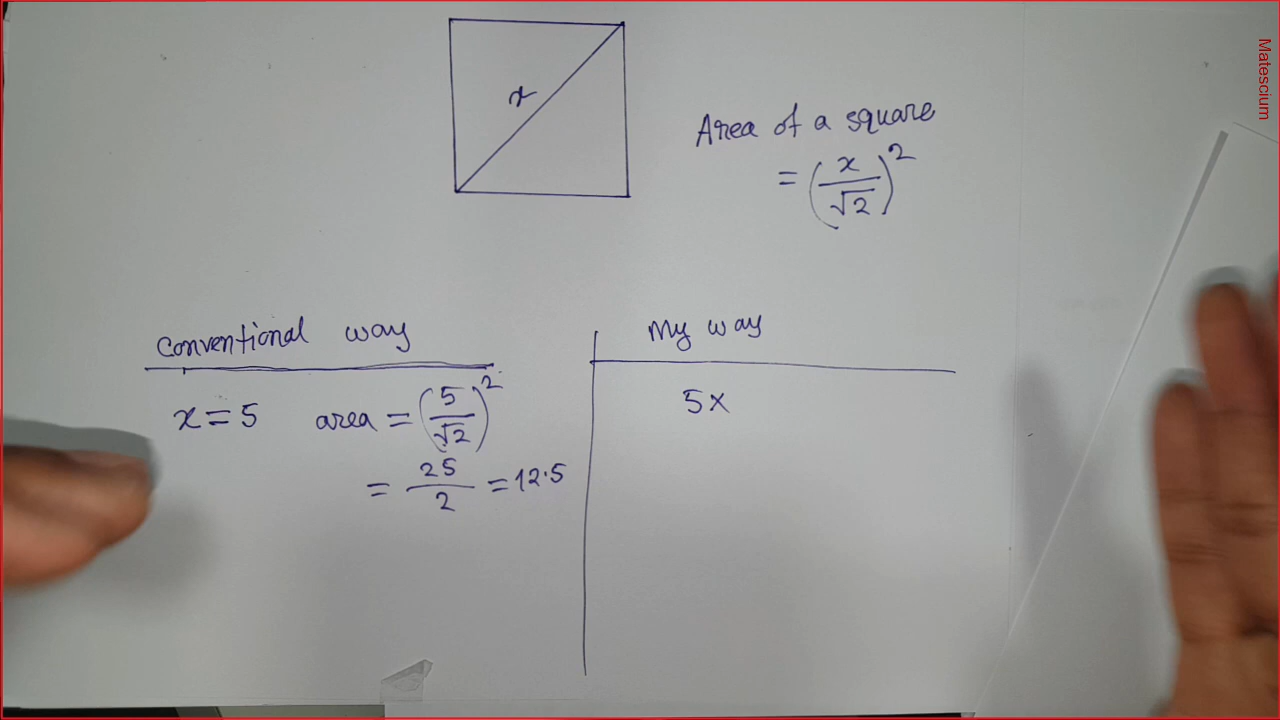 x
Area of a square
= (x/√2)²
Conventional way
x = 5 area = (5/√2)²
= 25/2 = 12.5
My way
5×
Matescium